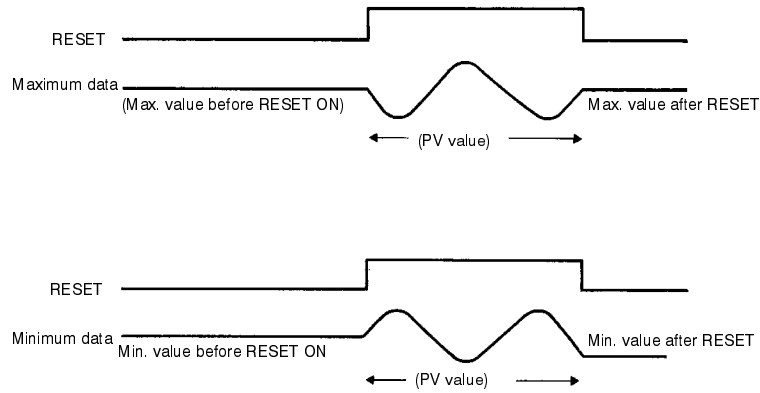 RESET
Maximum data
(Max. value before RESET ON)
Max. value after RESET
(PV value)
RESET
Minimum data
Min. value before RESET ON
Min. value after RESET
(PV value)